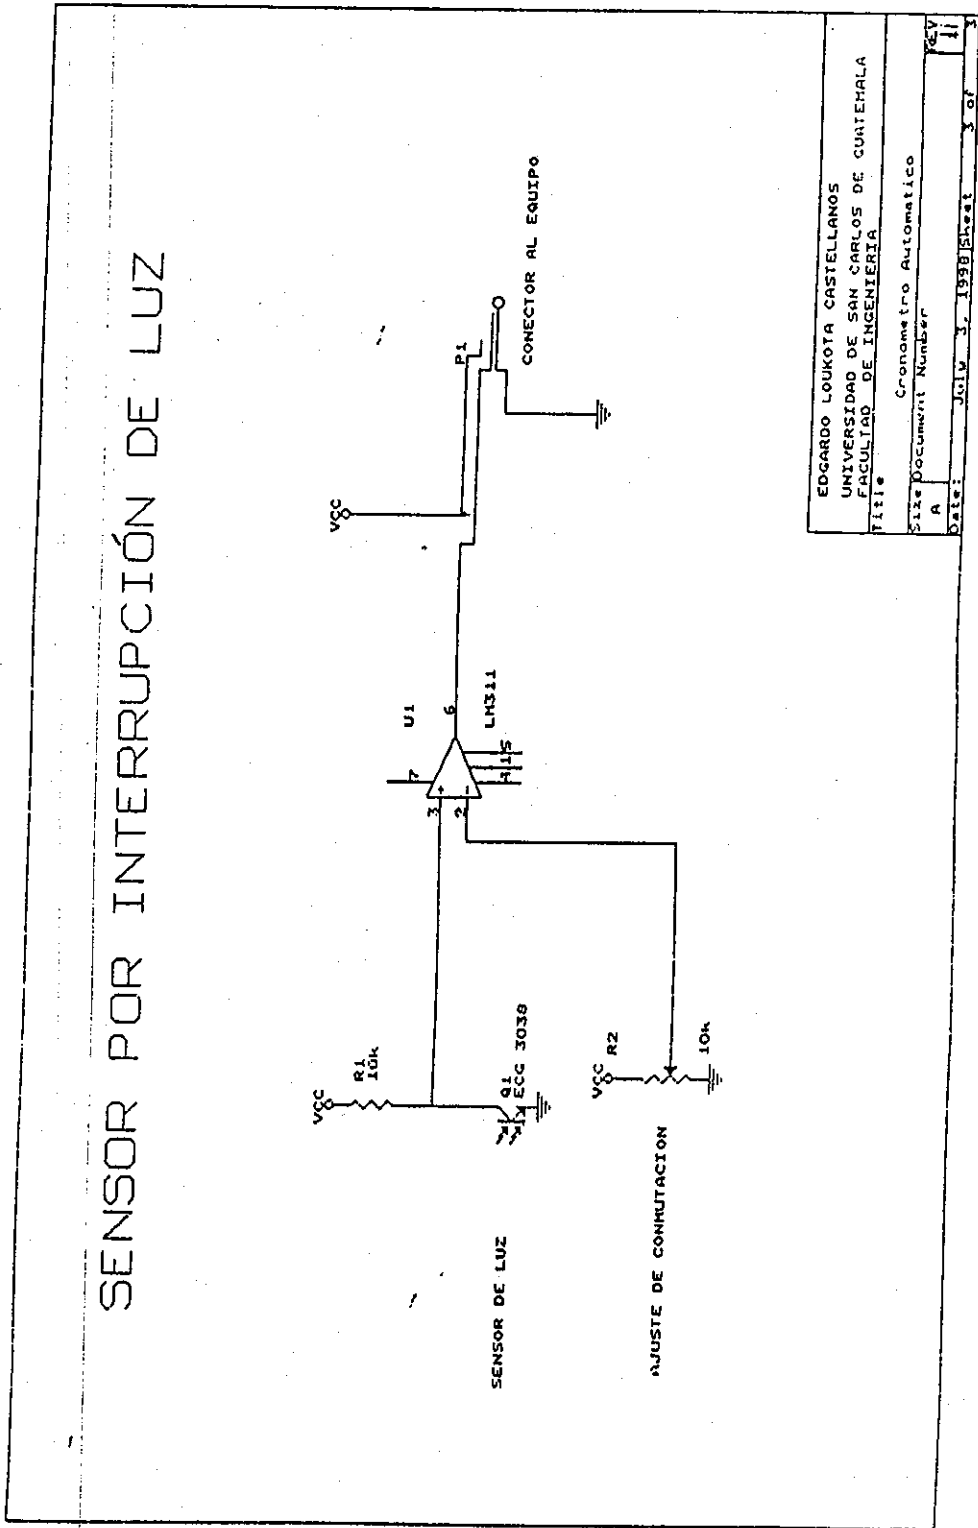 SENSOR POR INTERRUPCIÓN DE LUZ
VCC
R1
10k
Q1
ECG 3038
SENSOR DE LUZ
VCC
R2
10k
AJUSTE DE CONMUTACION
U1
7
3
+
2
-
6
4
1
5
LM311
VCC
P1
CONECTOR AL EQUIPO
EDGARDO LOUKOTA CASTELLANOS
UNIVERSIDAD DE SAN CARLOS DE GUATEMALA
FACULTAD DE INGENIERIA
Title
Cronometro Automatico
Size Document Number
REV
A
Date: July 3, 1998 Sheet 3 of